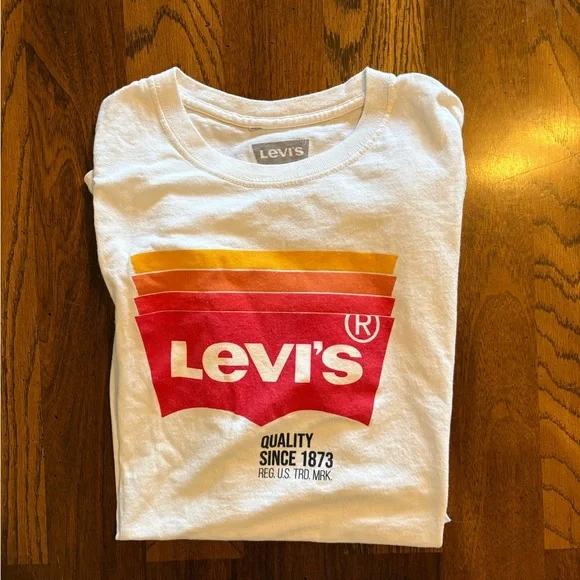 Levi's
®
Levi's
QUALITY
SINCE 1873
REG. U.S. TRD. MRK.